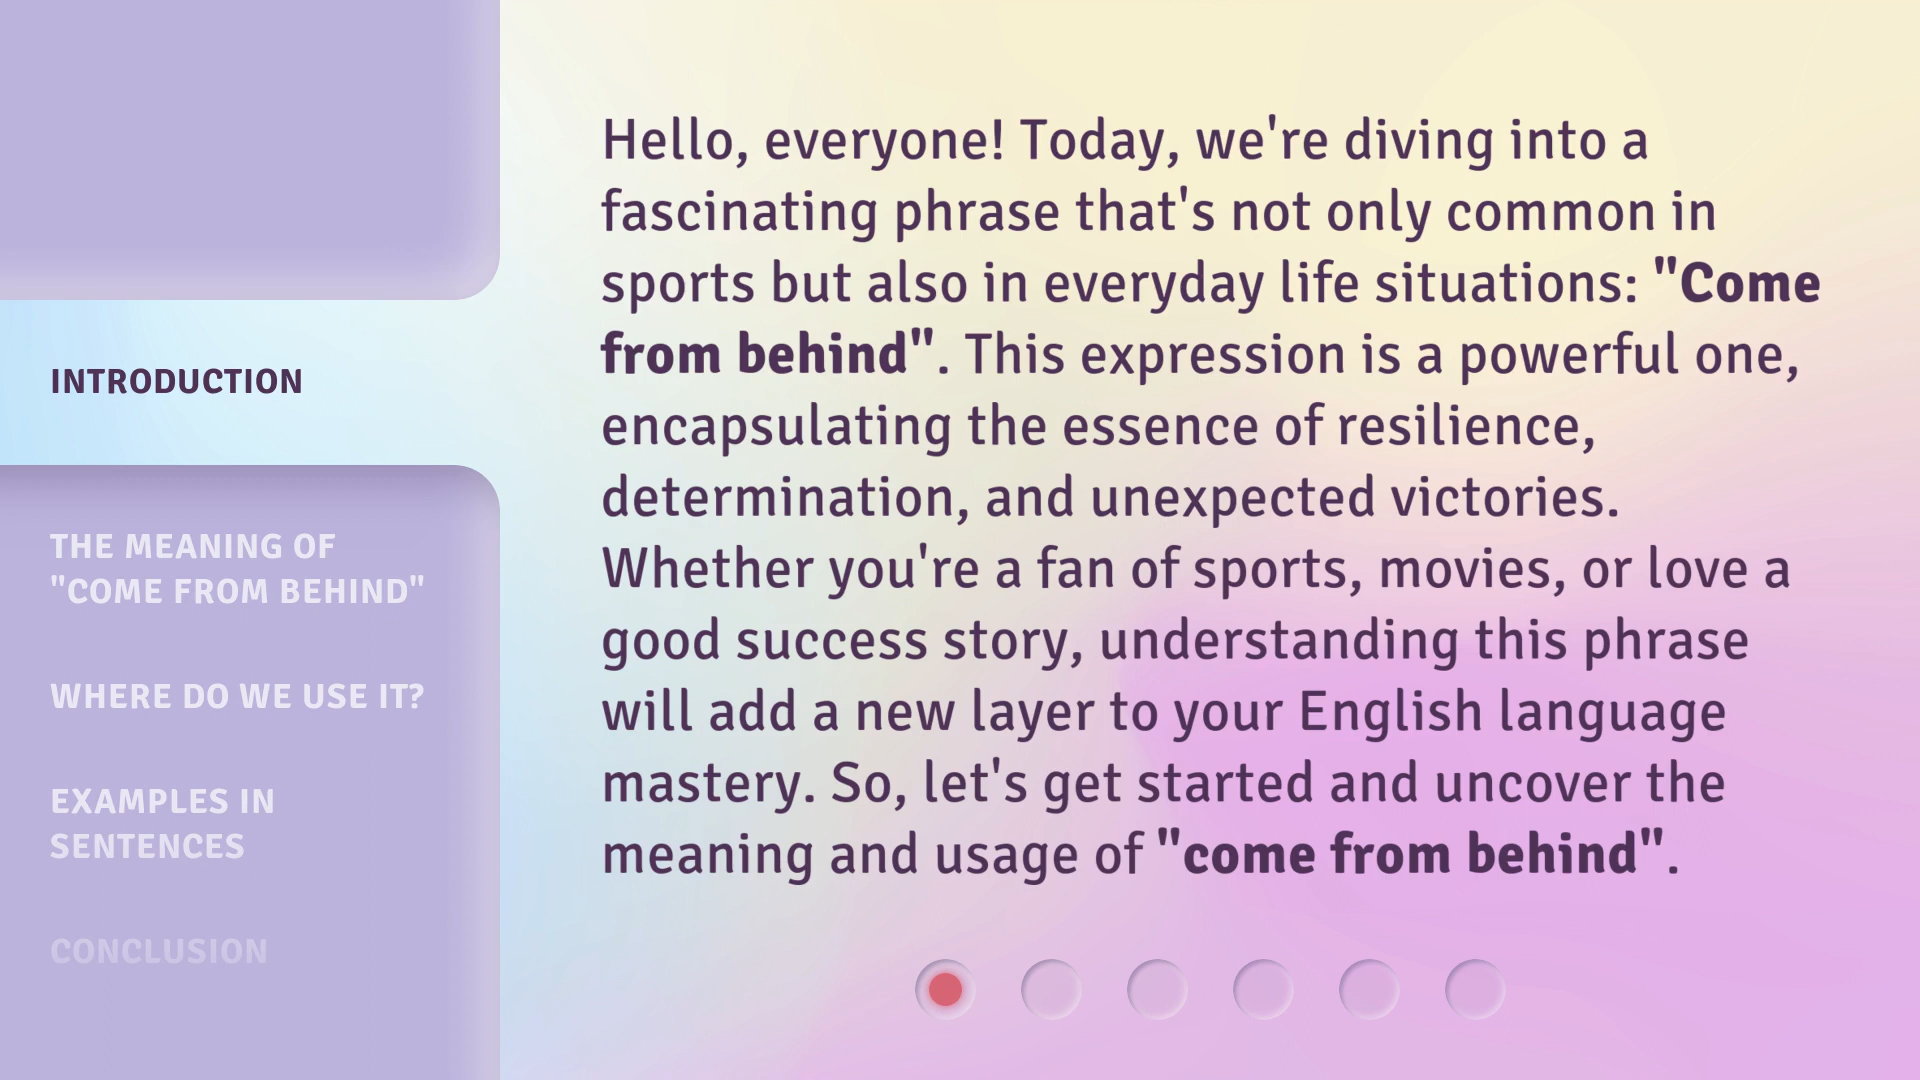 INTRODUCTION
THE MEANING OF
"COME FROM BEHIND"
WHERE DO WE USE IT?
EXAMPLES IN
SENTENCES
CONCLUSION
Hello, everyone! Today, we're diving into a
fascinating phrase that's not only common in
sports but also in everyday life situations: "Come
from behind". This expression is a powerful one,
encapsulating the essence of resilience,
determination, and unexpected victories.
Whether you're a fan of sports, movies, or love a
good success story, understanding this phrase
will add a new layer to your English language
mastery. So, let's get started and uncover the
meaning and usage of "come from behind".